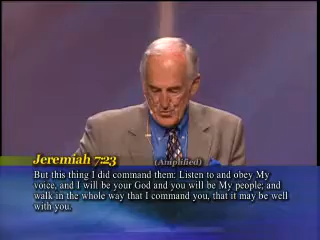 Jeremiah 7:23
(Amplified)
But this thing I did command them: Listen to and obey My
voice, and I will be your God and you will be My people; and
walk in the whole way that I command you, that it may be well
with you.